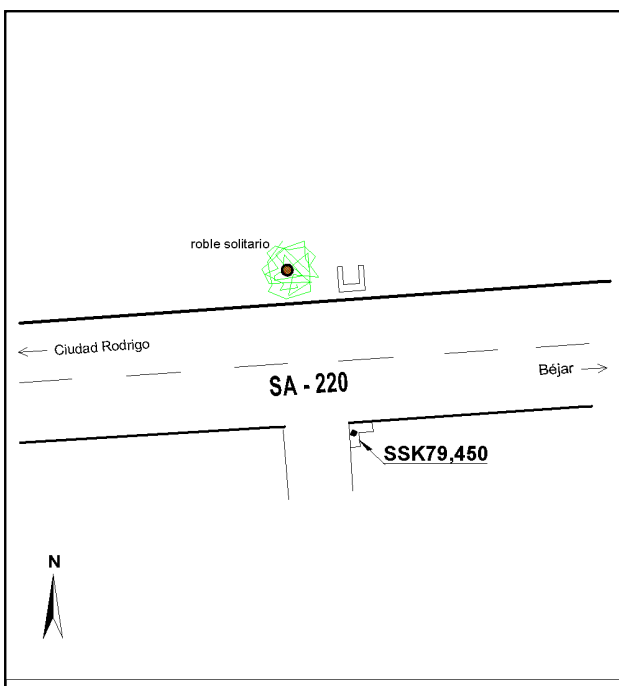 roble solitario
Ciudad Rodrigo
SA - 220
Béjar
SSK79,450
N